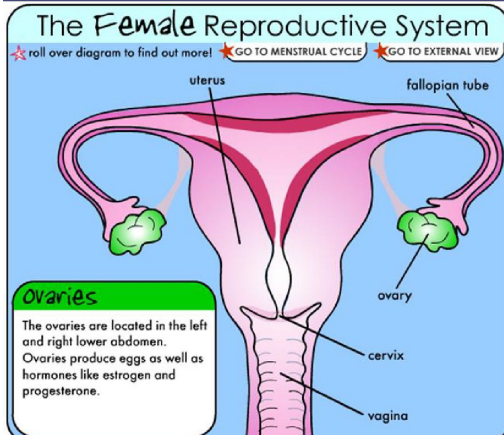 The Female Reproductive System
roll over diagram to find out more!
GO TO MENSTRUAL CYCLE
GO TO EXTERNAL VIEW
uterus
fallopian tube
ovary
Ovaries
The ovaries are located in the left
and right lower abdomen.
Ovaries produce eggs as well as
hormones like estrogen and
progesterone.
cervix
vagina